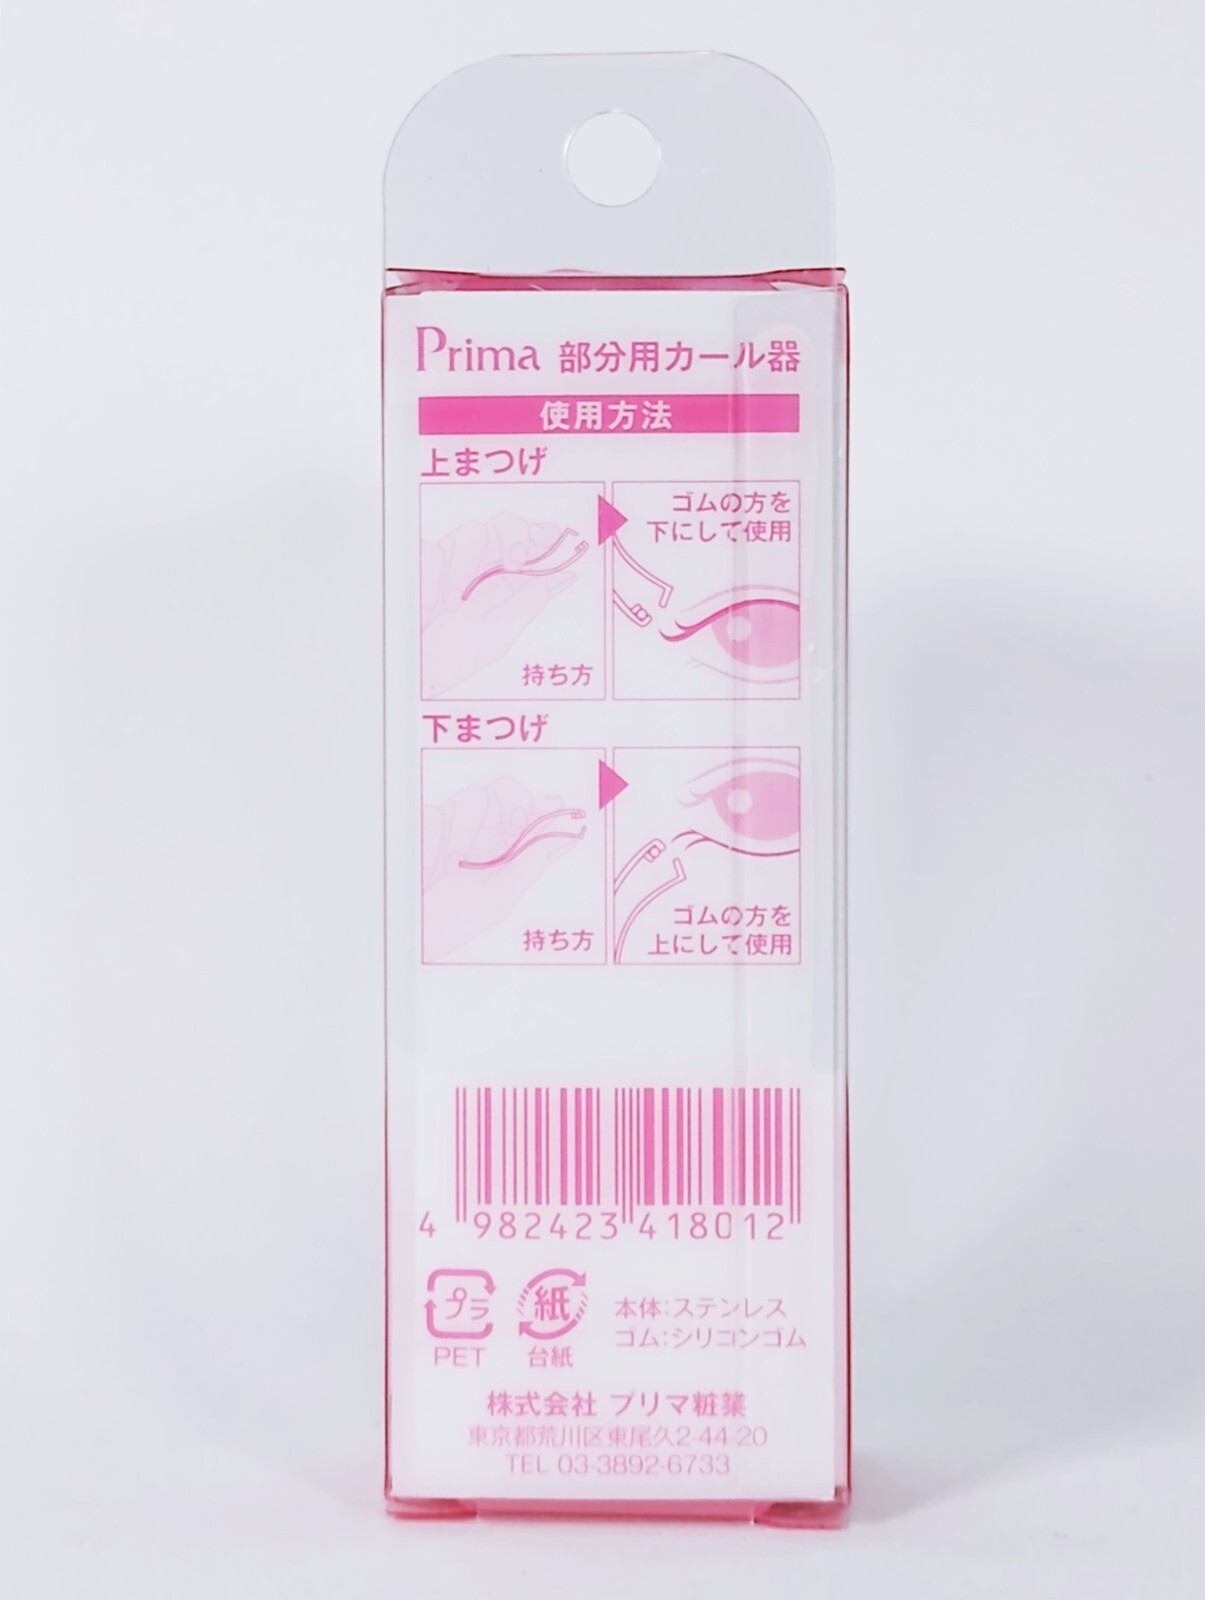 Prima 部分用カール器
使用方法
上まつげ
持ち方
ゴムの方を
下にして使用
下まつげ
持ち方
ゴムの方を
上にして使用
4 982423 418012
プラ
PET
紙
台紙
本体:ステンレス
ゴム:シリコンゴム
株式会社 プリマ粧業
東京都荒川区東尾久2-44-20
TEL 03-3892-6733